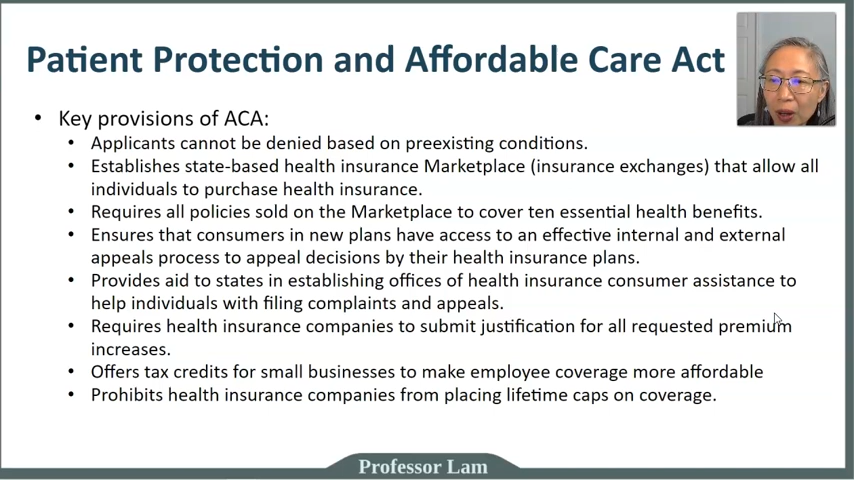 Patient Protection and Affordable Care Act
• Key provisions of ACA:
• Applicants cannot be denied based on preexisting conditions.
• Establishes state-based health insurance Marketplace (insurance exchanges) that allow all
individuals to purchase health insurance.
• Requires all policies sold on the Marketplace to cover ten essential health benefits.
• Ensures that consumers in new plans have access to an effective internal and external
appeals process to appeal decisions by their health insurance plans.
• Provides aid to states in establishing offices of health insurance consumer assistance to
help individuals with filing complaints and appeals.
• Requires health insurance companies to submit justification for all requested premium
increases.
• Offers tax credits for small businesses to make employee coverage more affordable
• Prohibits health insurance companies from placing lifetime caps on coverage.
Professor Lam